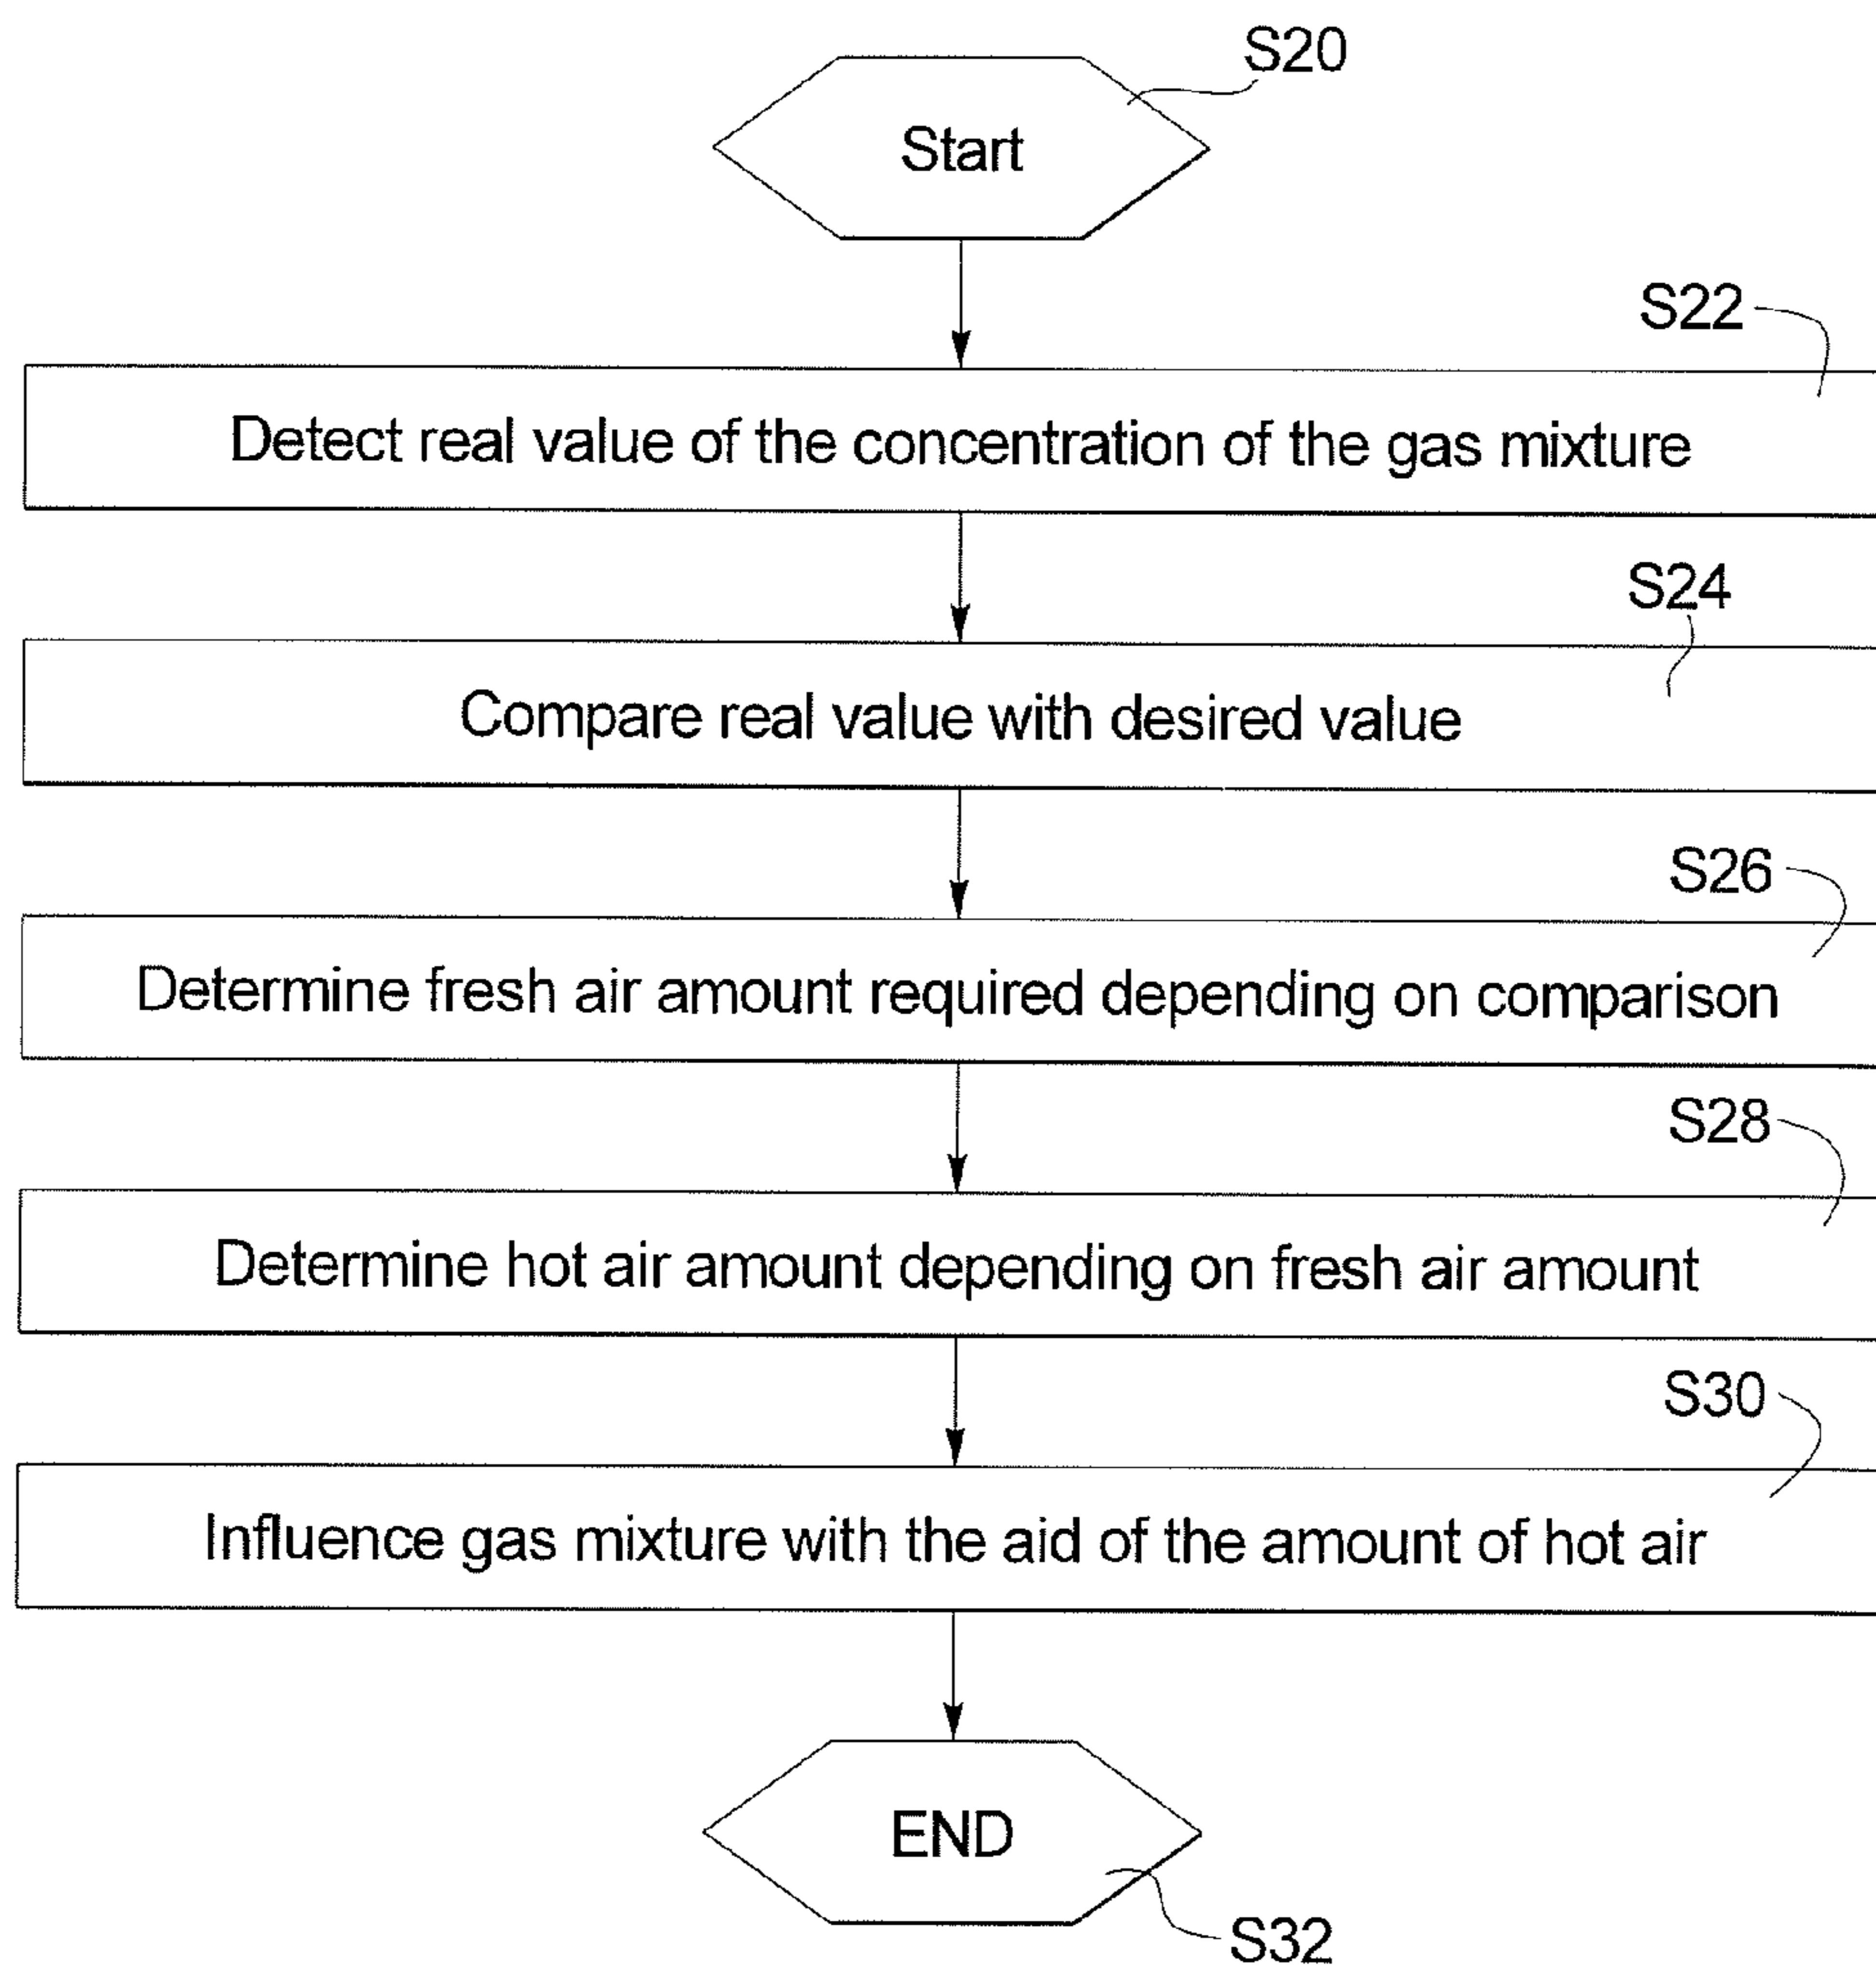 S20
Start
S22
Detect real value of the concentration of the gas mixture
S24
Compare real value with desired value
S26
Determine fresh air amount required depending on comparison
S28
Determine hot air amount depending on fresh air amount
S30
Influence gas mixture with the aid of the amount of hot air
END
S32